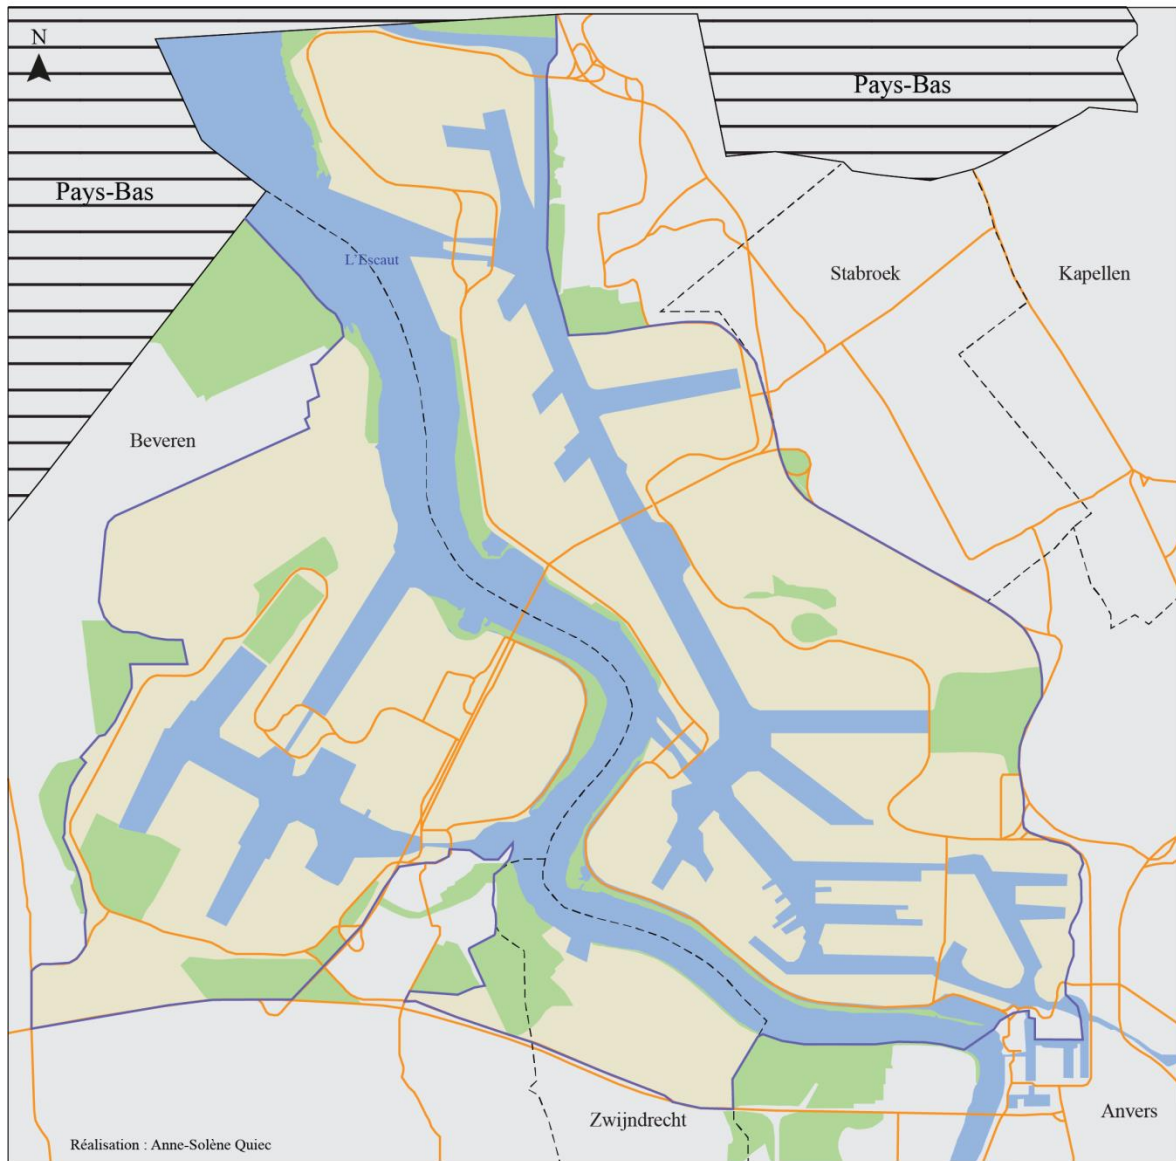 N
Pays-Bas
Pays-Bas
L'Escaut
Stabroek
Kapellen
Beveren
Zwijndrecht
Anvers
Réalisation : Anne-Solène Quiec